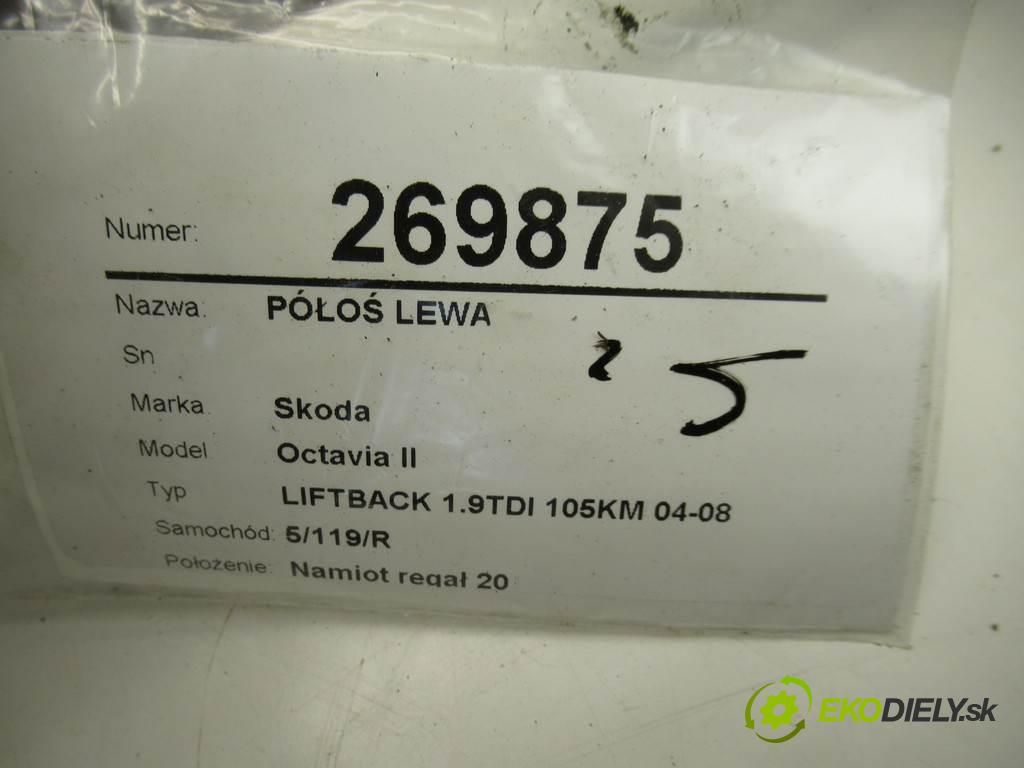 Numer: 269875
Nazwa: PÓŁOŚ LEWA
Sn
Marka Skoda
Model Octavia II
Typ LIFTBACK 1.9TDI 105KM 04-08
Samochód: 5/119/R
Położenie: Namiot regał 20
5
EKODIELY.sk